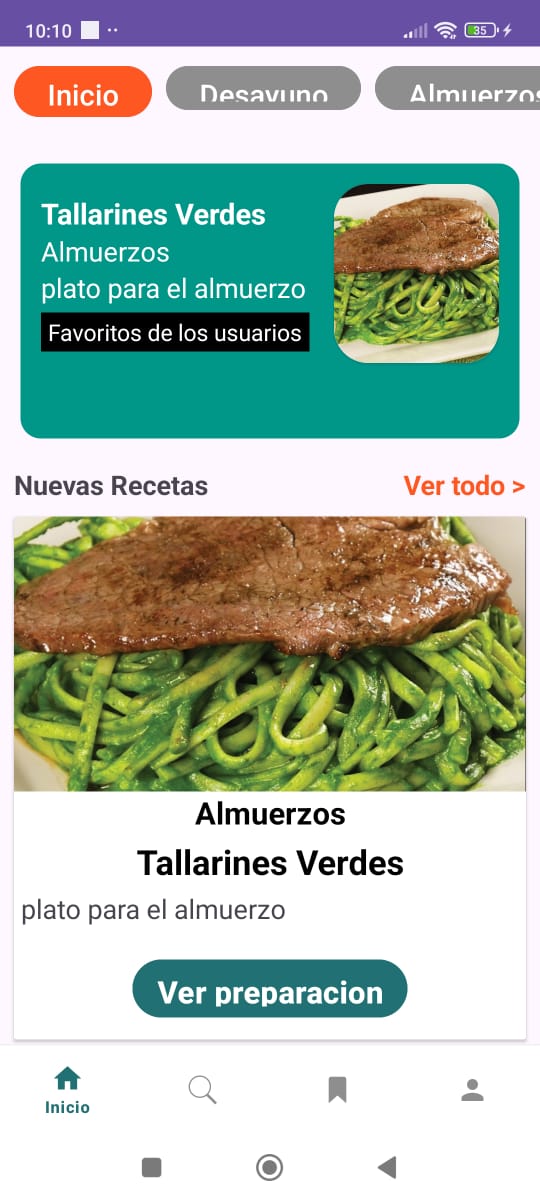 10:10
35
Inicio
Desayuno
Almuerzos
Tallarines Verdes
Almuerzos
plato para el almuerzo
Favoritos de los usuarios
Nuevas Recetas
Ver todo >
Almuerzos
Tallarines Verdes
plato para el almuerzo
Ver preparacion
Inicio